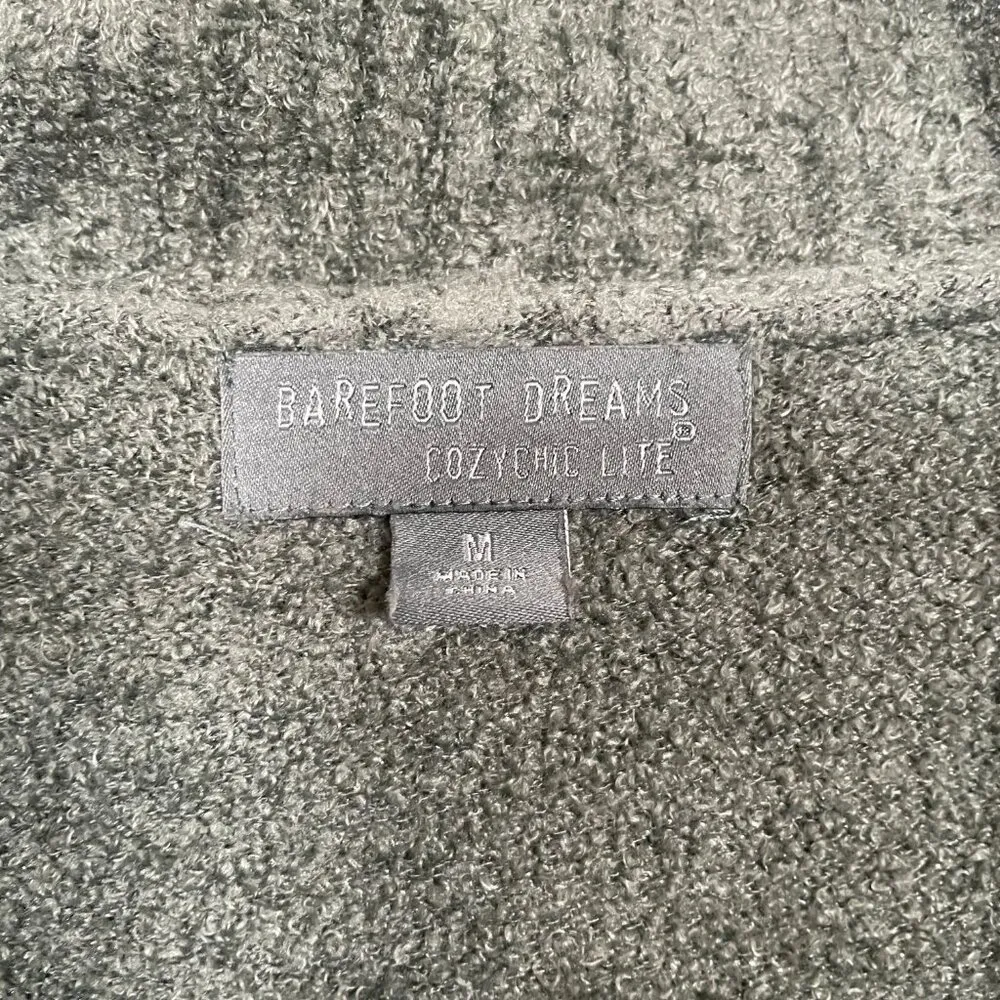 BAREFOOT DREAMS
COZYCHIC LITE®
M
MADE IN
CHINA